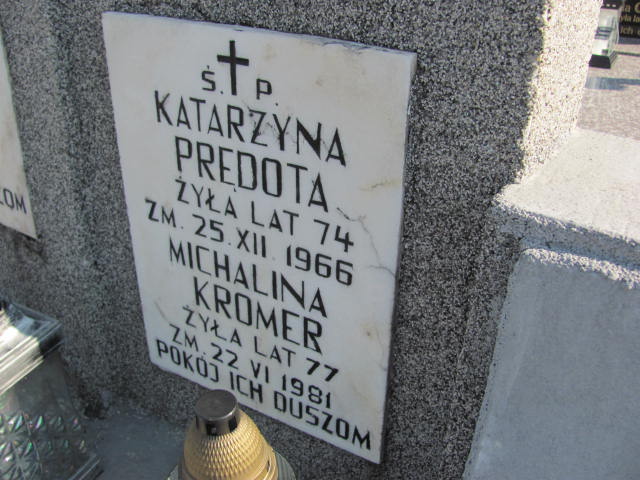 Ś. P.
KATARZYNA
PRĘDOTA
ŻYŁA LAT 74
ZM. 25.XII.1966
MICHALINA
KROMER
ŻYŁA LAT 77
ZM. 22 VI 1981
POKÓJ ICH DUSZOM